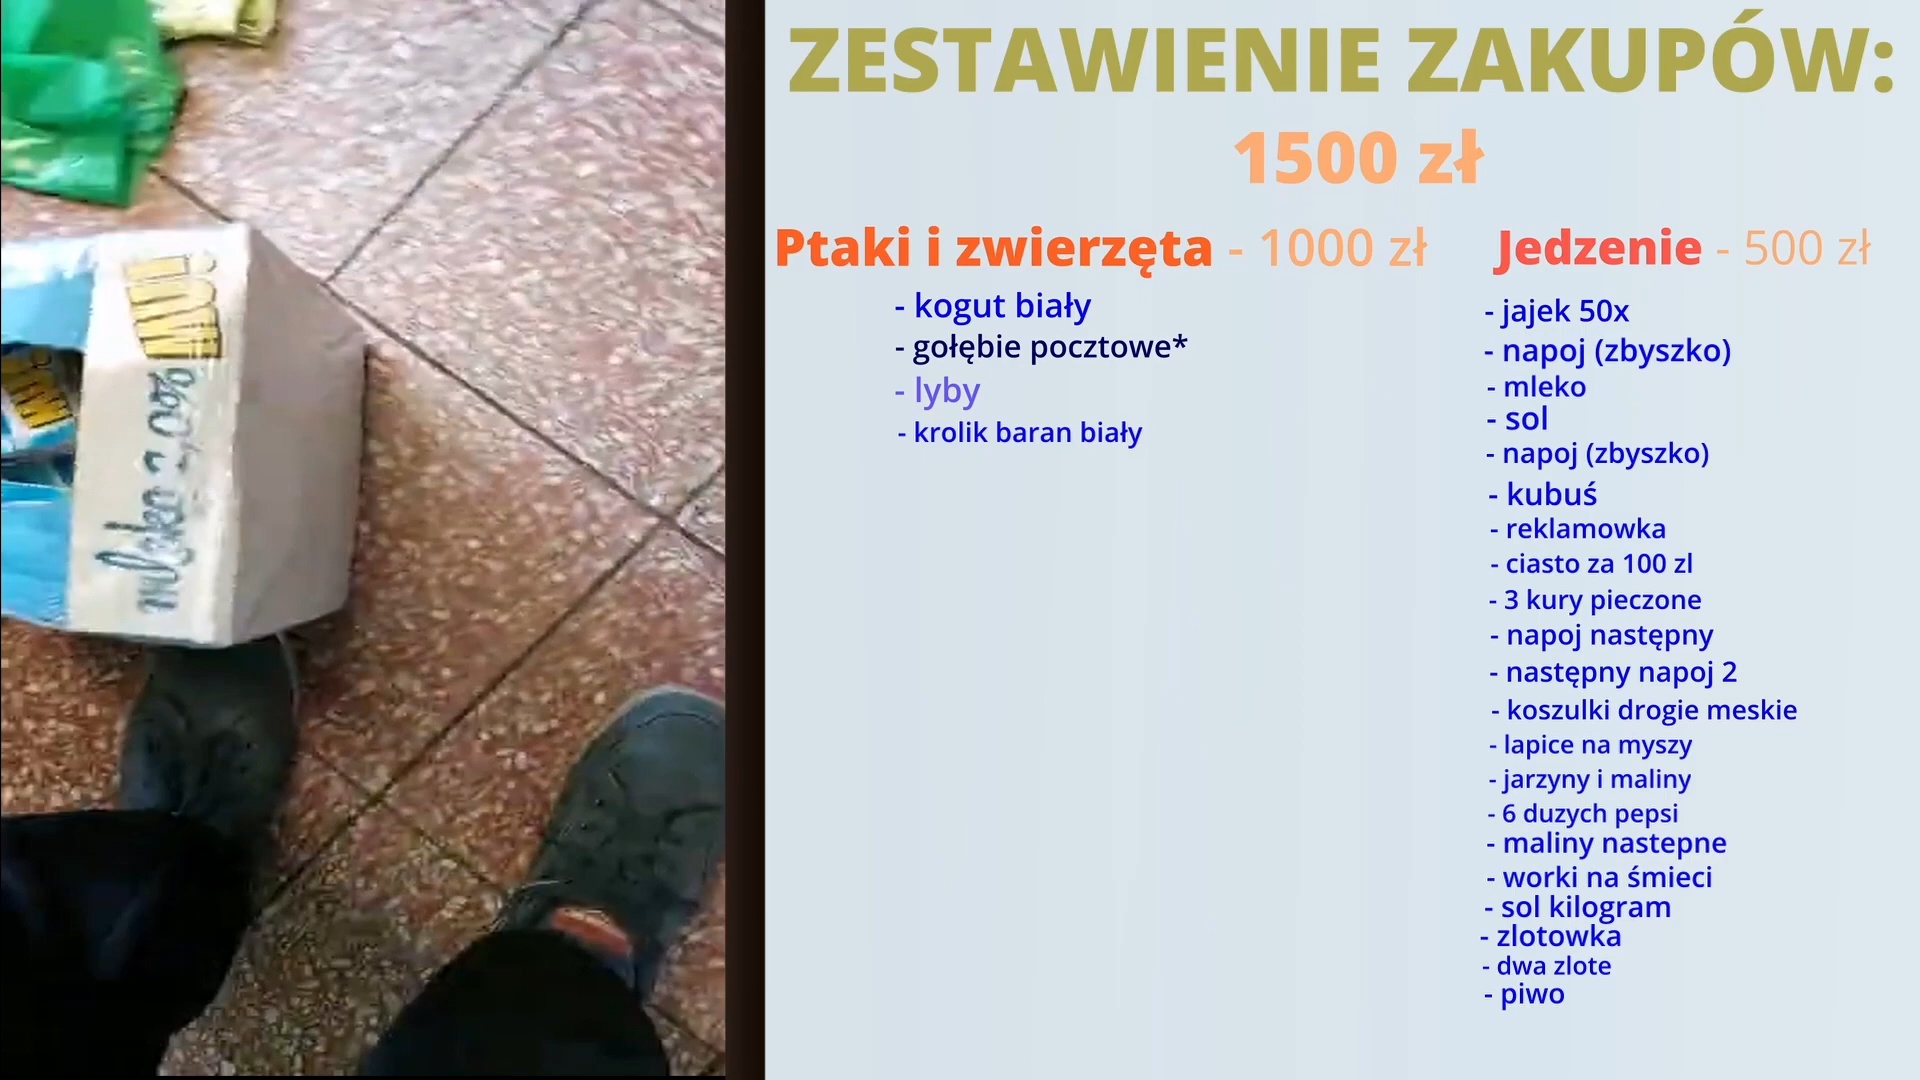 mleko 2,00zł
ZESTAWIENIE ZAKUPÓW:
1500 zł
Ptaki i zwierzęta - 1000 zł
- kogut biały
- gołębie pocztowe*
- lyby
- krolik baran biały
Jedzenie - 500 zł
- jajek 50x
- napoj (zbyszko)
- mleko
- sol
- napoj (zbyszko)
- kubuś
- reklamowka
- ciasto za 100 zl
- 3 kury pieczone
- napoj następny
- następny napoj 2
- koszulki drogie meskie
- lapice na myszy
- jarzyny i maliny
- 6 duzych pepsi
- maliny nastepne
- worki na śmieci
- sol kilogram
- zlotowka
- dwa zlote
- piwo